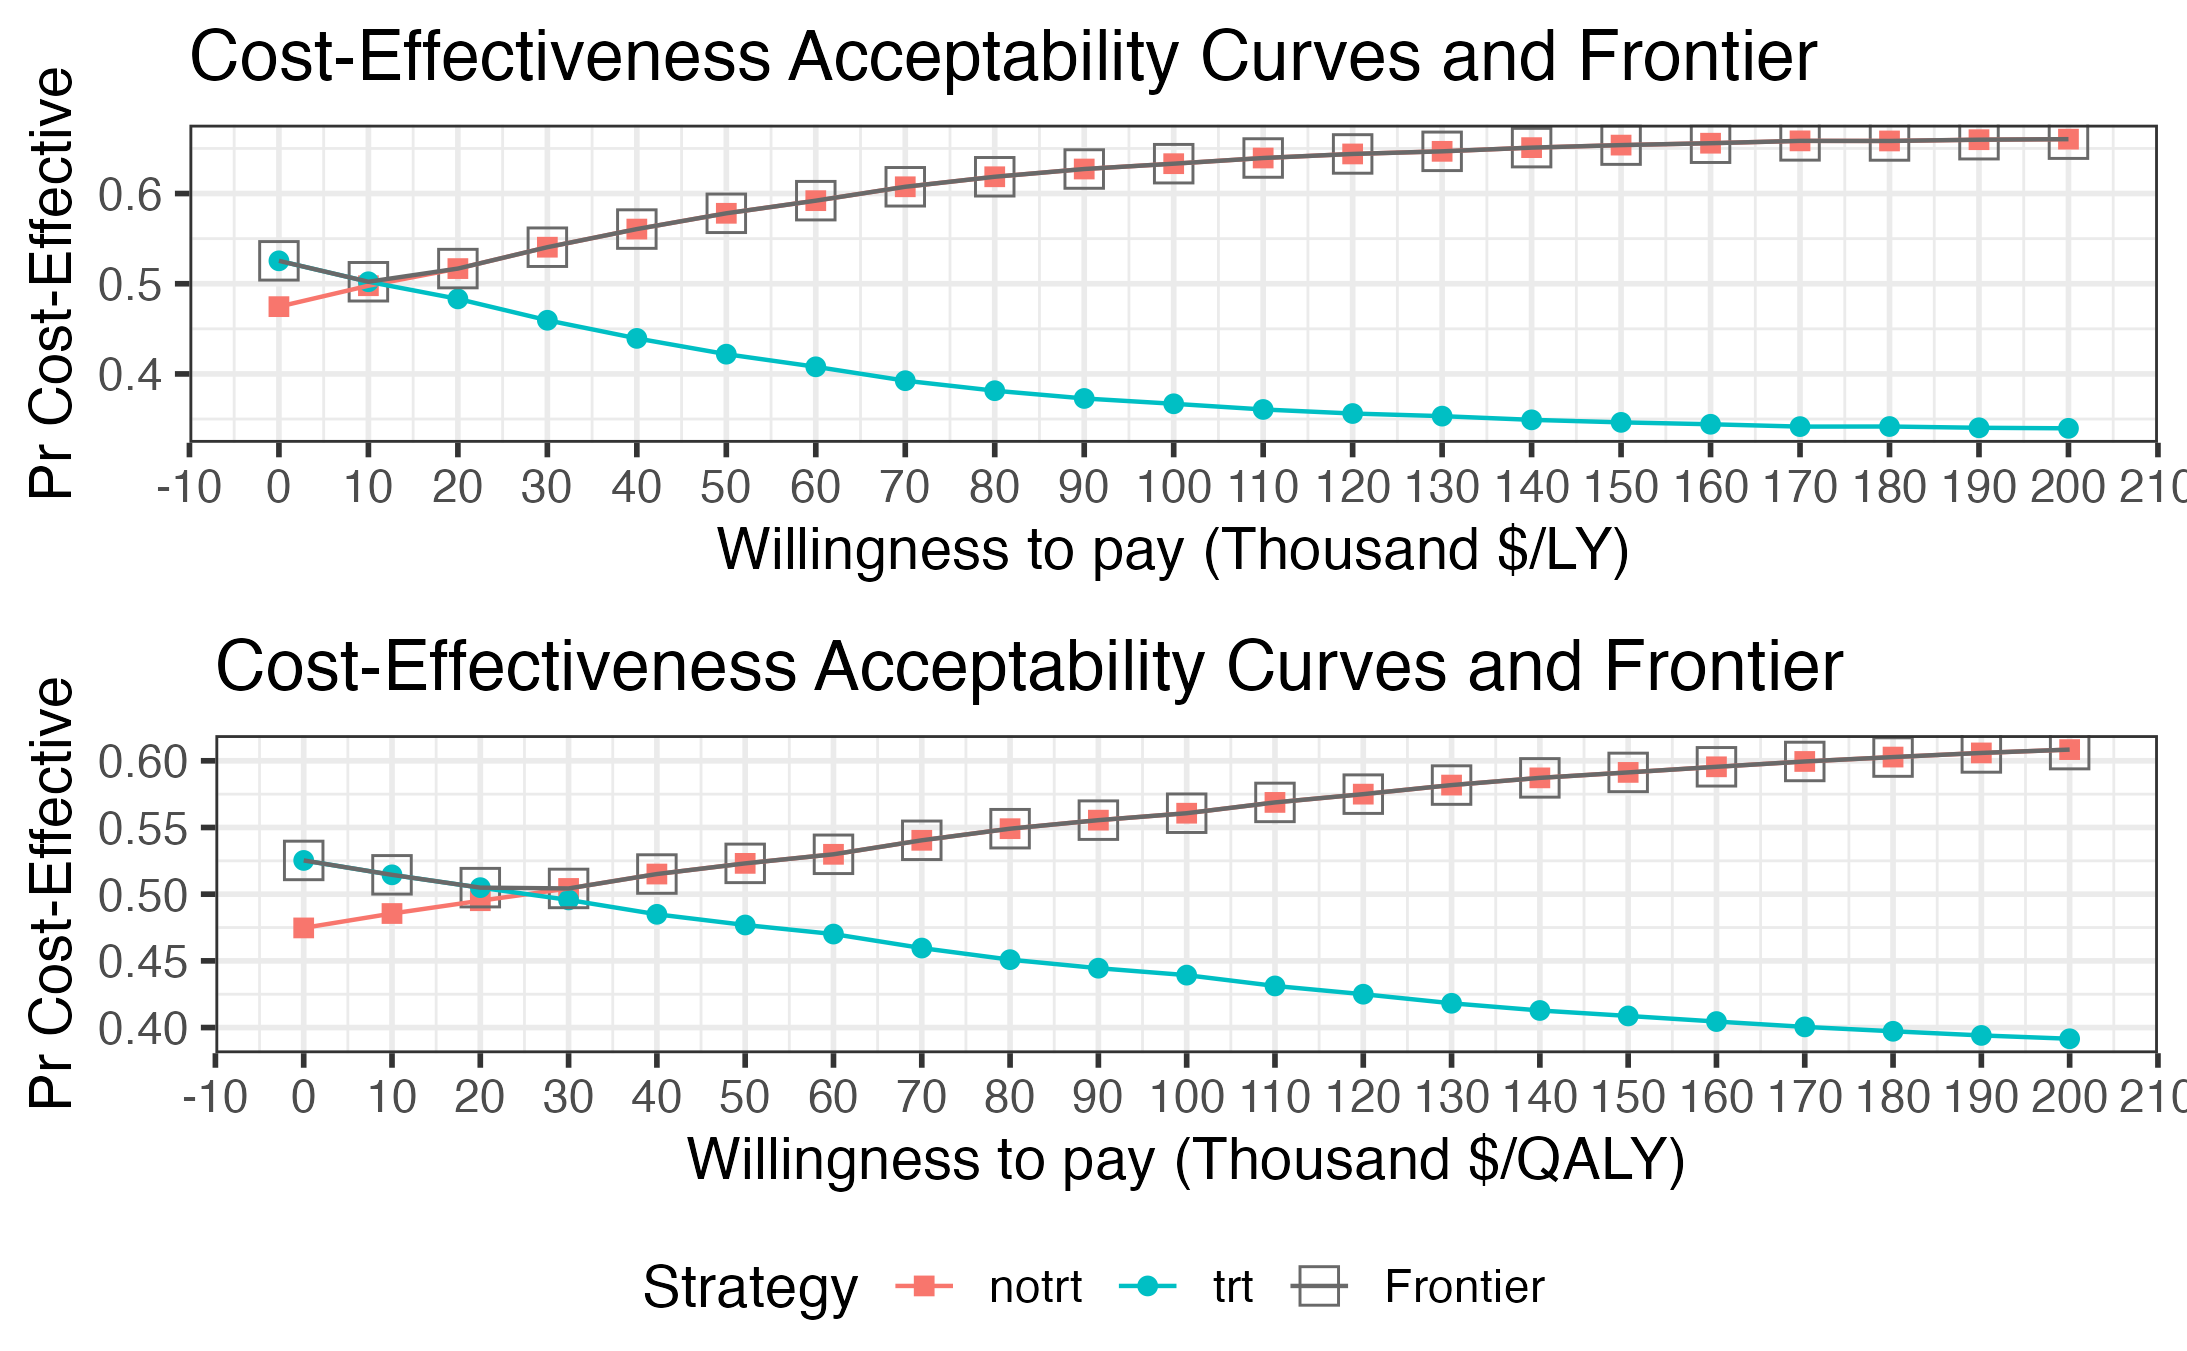 Cost-Effectiveness Acceptability Curves and Frontier
Pr Cost-Effective
0.6
0.5
0.4
-10 0 10 20 30 40 50 60 70 80 90 100 110 120 130 140 150 160 170 180 190 200 210
Willingness to pay (Thousand $/LY)
Cost-Effectiveness Acceptability Curves and Frontier
Pr Cost-Effective
0.60
0.55
0.50
0.45
0.40
-10 0 10 20 30 40 50 60 70 80 90 100 110 120 130 140 150 160 170 180 190 200 210
Willingness to pay (Thousand $/QALY)
Strategy notrt trt Frontier